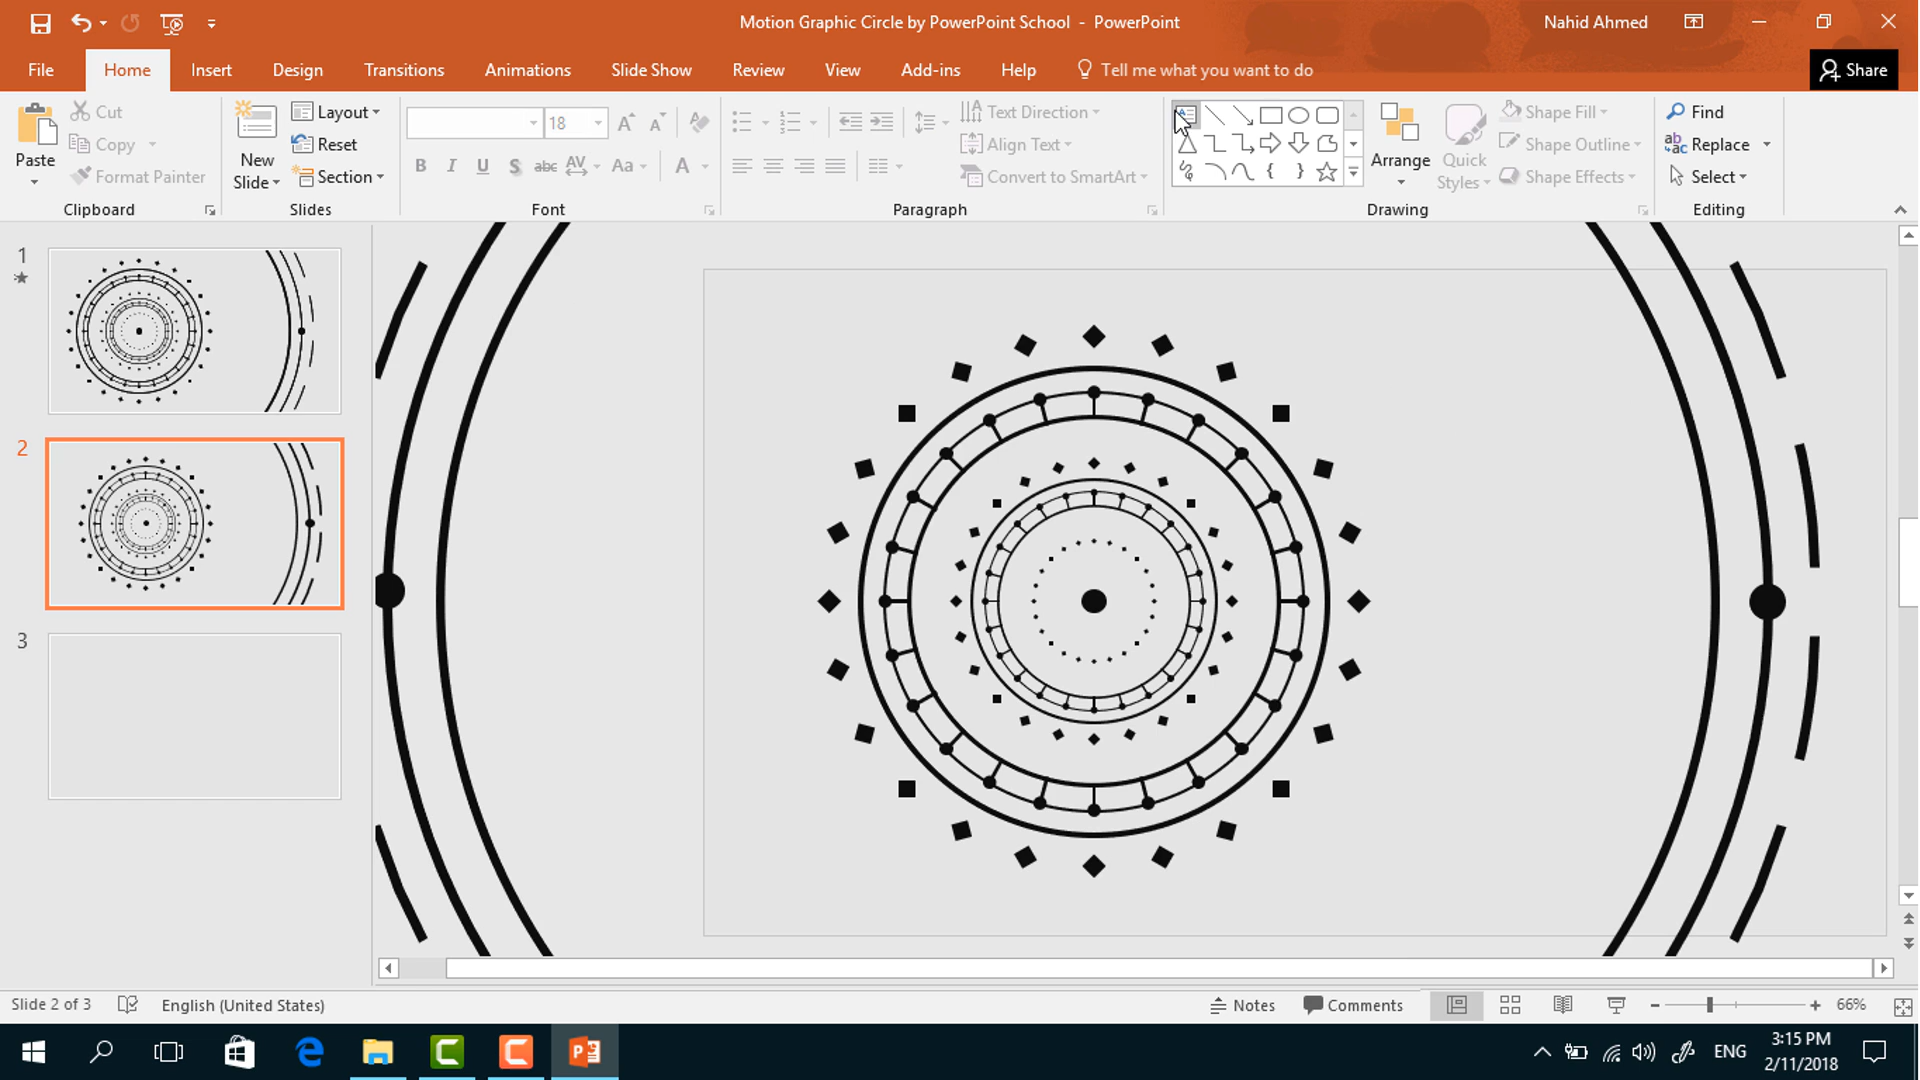 Motion Graphic Circle by PowerPoint School - PowerPoint
Nahid Ahmed
File Home Insert Design Transitions Animations Slide Show Review View Add-ins Help Tell me what you want to do Share
Paste
Cut
Copy
Format Painter
Clipboard
New
Slide
Layout
Reset
Section
Slides
18
B I U S abc AV Aa A
Font
Text Direction
Align Text
Convert to SmartArt
Paragraph
Arrange
Quick
Styles
Shape Fill
Shape Outline
Shape Effects
Drawing
Find
Replace
Select
Editing
1
2
3
Slide 2 of 3 English (United States) Notes Comments 66%
ENG
3:15 PM
2/11/2018